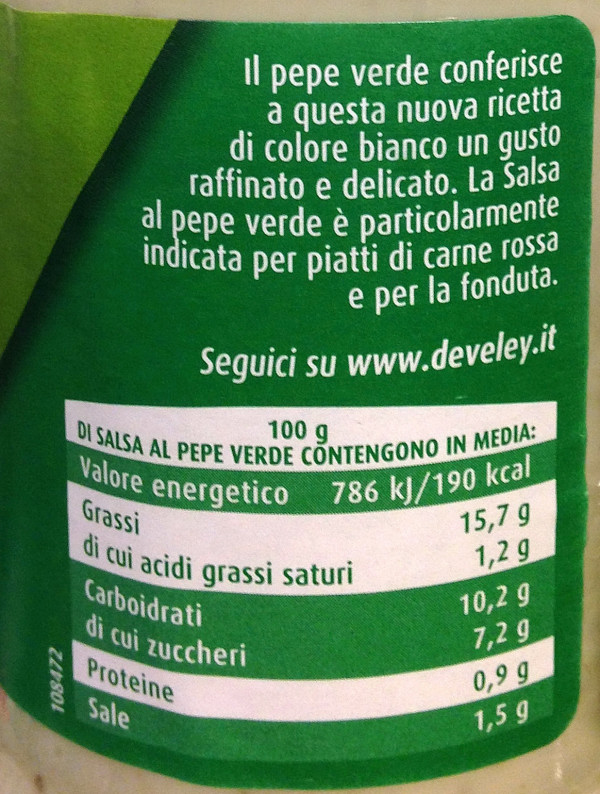 Il pepe verde conferisce
a questa nuova ricetta
di colore bianco un gusto
raffinato e delicato. La Salsa
al pepe verde è particolarmente
indicata per piatti di carne rossa
e per la fonduta.
Seguici su www.develey.it
100 g
DI SALSA AL PEPE VERDE CONTENGONO IN MEDIA:
Valore energetico 786 kJ/190 kcal
Grassi 15,7 g
di cui acidi grassi saturi 1,2 g
Carboidrati 10,2 g
di cui zuccheri 7,2 g
Proteine 0,9 g
Sale 1,5 g
108472